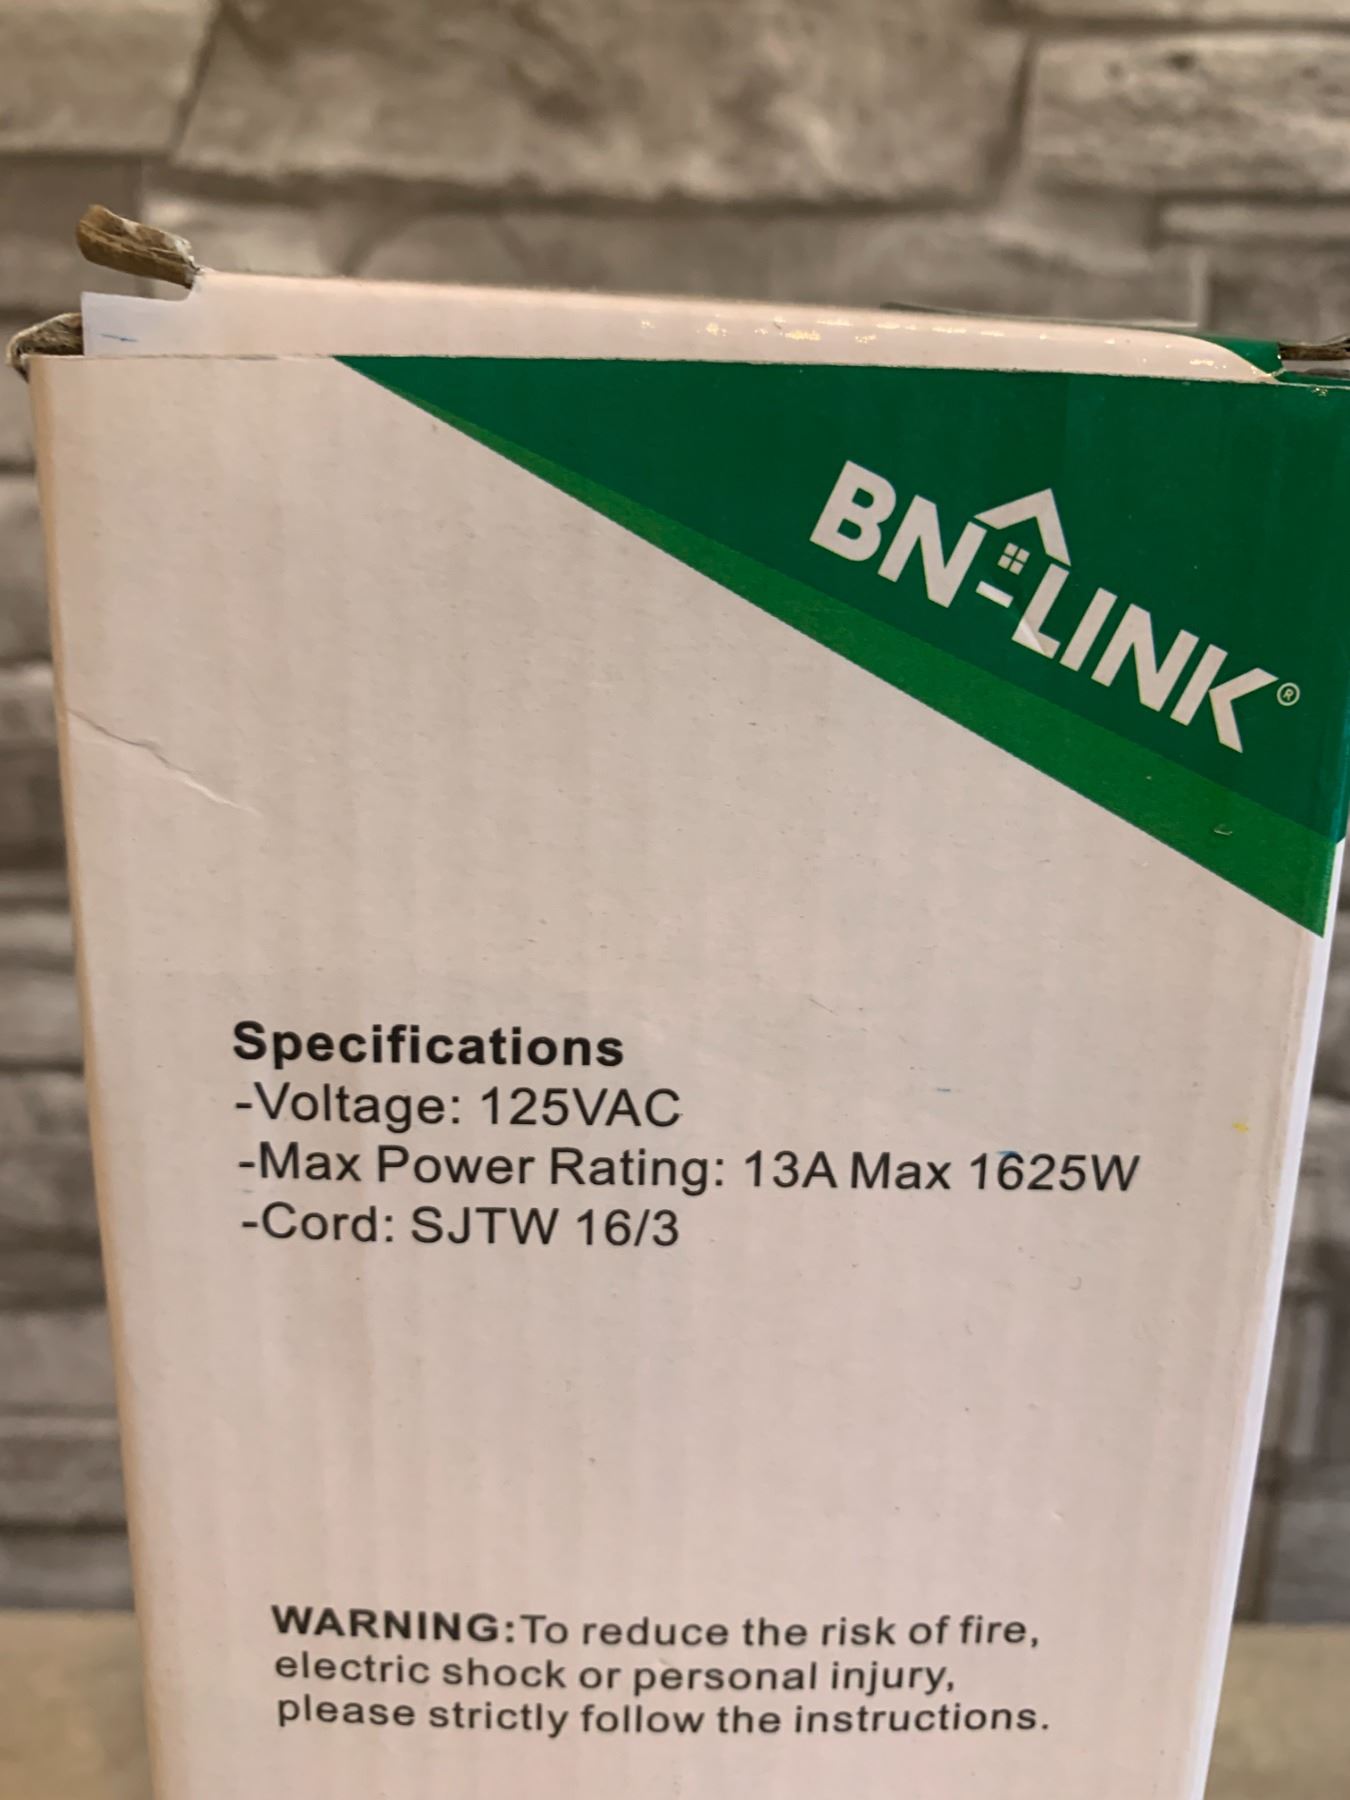 BN-LINK®
Specifications
-Voltage: 125VAC
-Max Power Rating: 13A Max 1625W
-Cord: SJTW 16/3
WARNING:To reduce the risk of fire,
electric shock or personal injury,
please strictly follow the instructions.